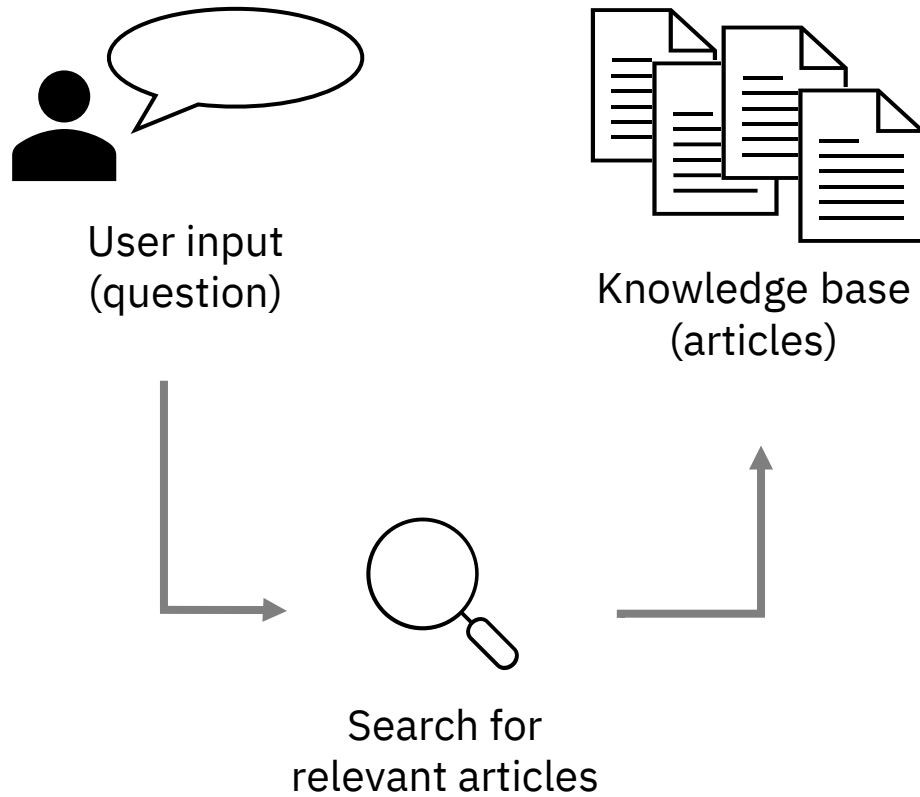 User input
(question)
Knowledge base
(articles)
Search for
relevant articles